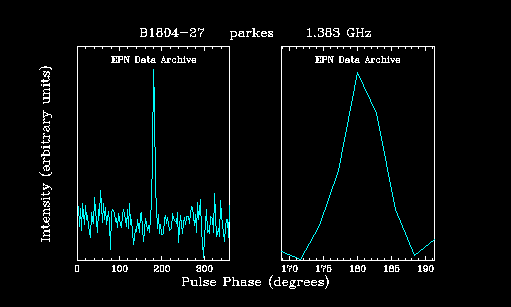 B1804-27 parkes 1.383 GHz
EPN Data Archive EPN Data Archive
Intensity (arbitrary units)
0 100 200 300 170 175 180 185 190
Pulse Phase (degrees)